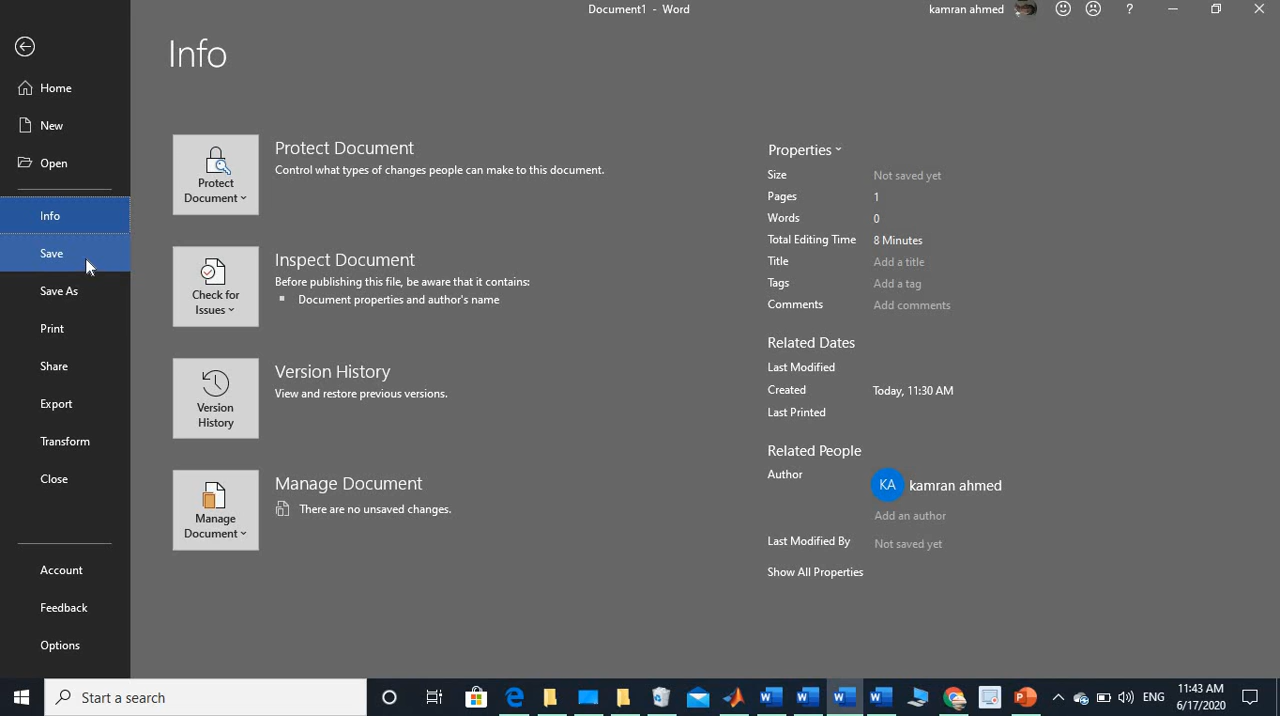 Document1 - Word
kamran ahmed
?
Info
Home
New
Open
Info
Save
Save As
Print
Share
Export
Transform
Close
Account
Feedback
Options
Protect Document
Protect Document
Control what types of changes people can make to this document.
Check for Issues
Inspect Document
Before publishing this file, be aware that it contains:
Document properties and author's name
Version History
Version History
View and restore previous versions.
Manage Document
Manage Document
There are no unsaved changes.
Properties
Size Not saved yet
Pages 1
Words 0
Total Editing Time 8 Minutes
Title Add a title
Tags Add a tag
Comments Add comments
Related Dates
Last Modified
Created Today, 11:30 AM
Last Printed
Related People
Author KA kamran ahmed
Add an author
Last Modified By Not saved yet
Show All Properties
Start a search
ENG
11:43 AM
6/17/2020